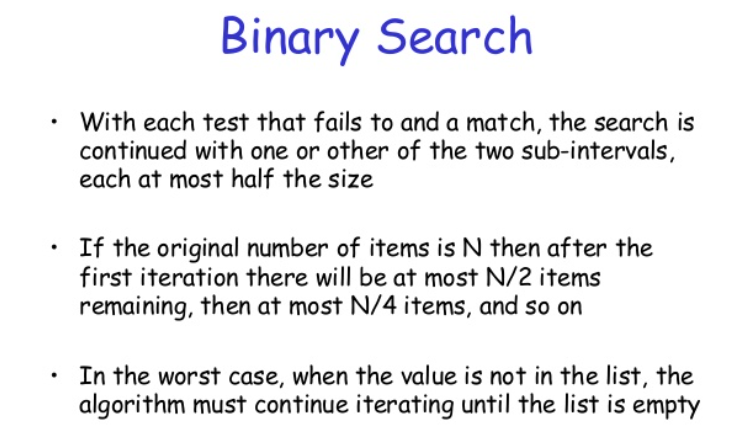 Binary Search
• With each test that fails to and a match, the search is
continued with one or other of the two sub-intervals,
each at most half the size
• If the original number of items is N then after the
first iteration there will be at most N/2 items
remaining, then at most N/4 items, and so on
• In the worst case, when the value is not in the list, the
algorithm must continue iterating until the list is empty